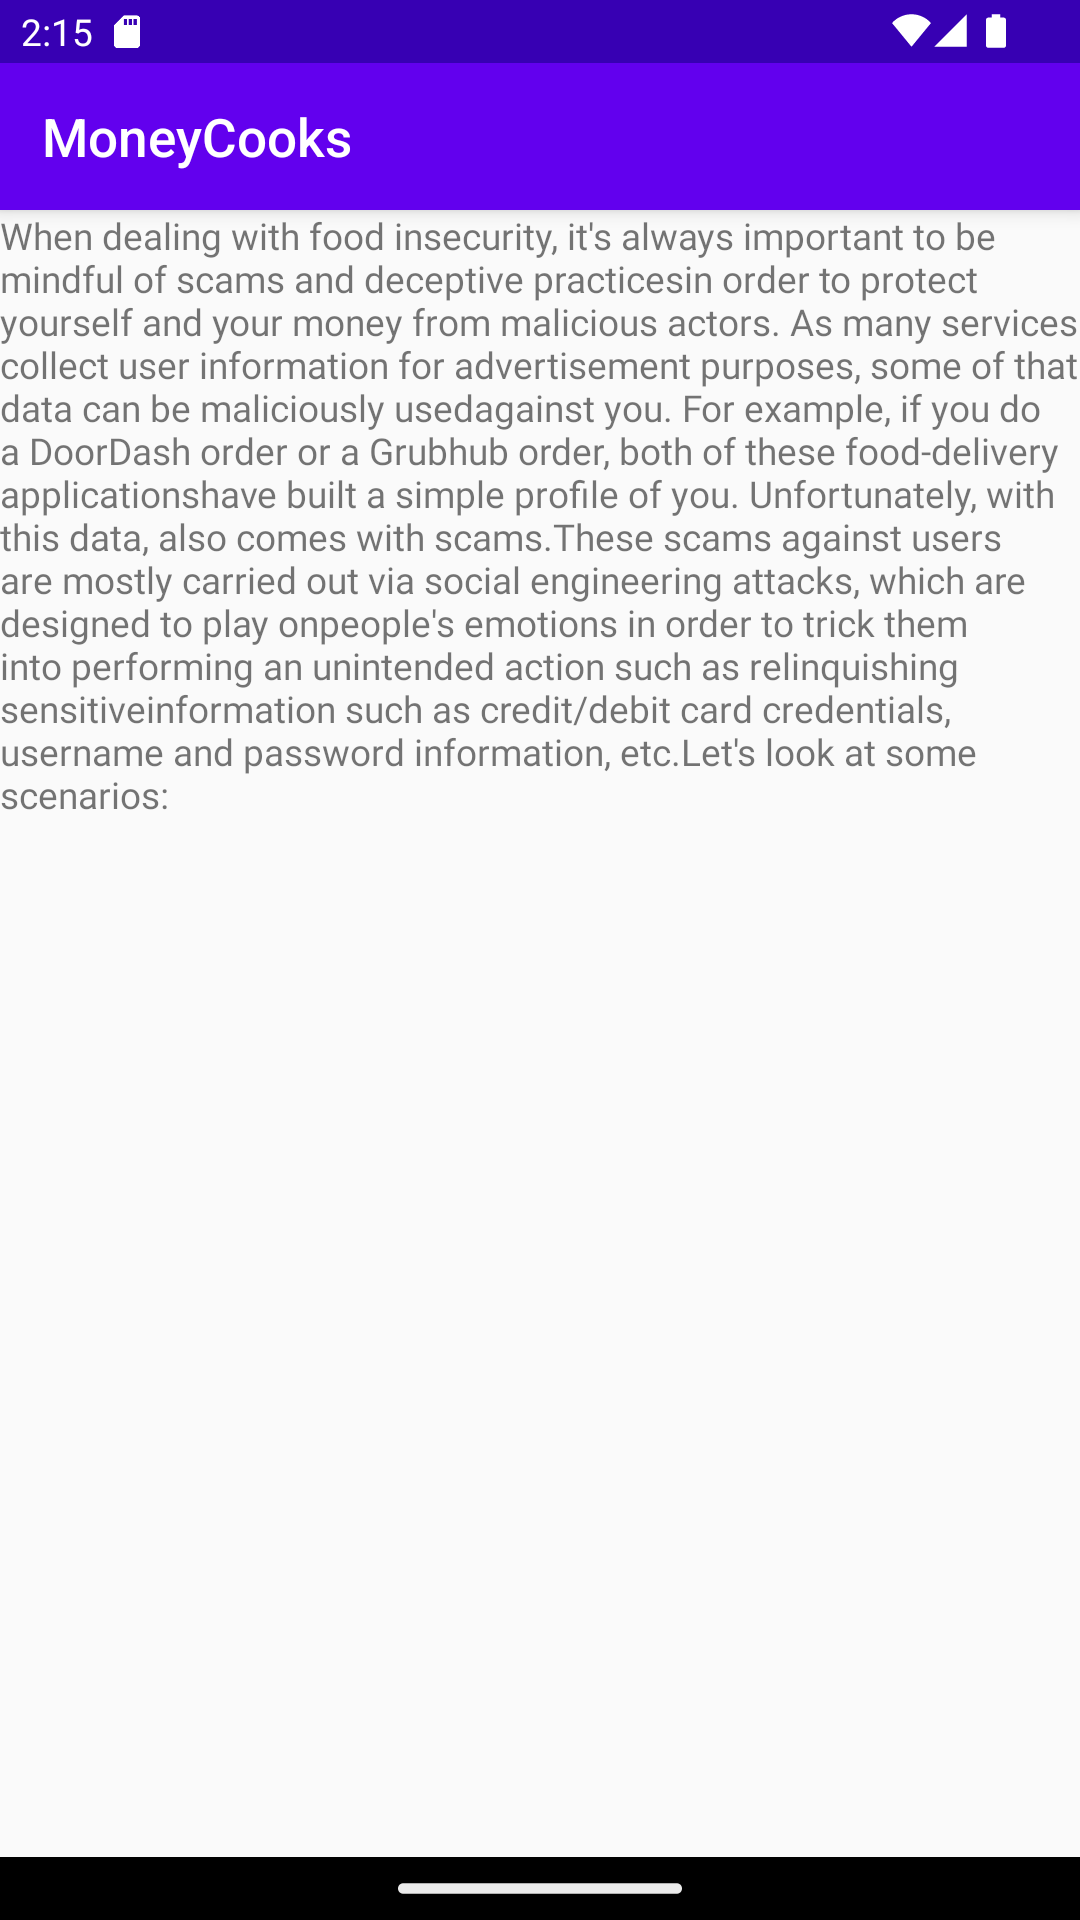 2:15
MoneyCooks
When dealing with food insecurity, it's always important to be
mindful of scams and deceptive practicesin order to protect
yourself and your money from malicious actors. As many services
collect user information for advertisement purposes, some of that
data can be maliciously usedagainst you. For example, if you do
a DoorDash order or a Grubhub order, both of these food-delivery
applicationshave built a simple profile of you. Unfortunately, with
this data, also comes with scams.These scams against users
are mostly carried out via social engineering attacks, which are
designed to play onpeople's emotions in order to trick them
into performing an unintended action such as relinquishing
sensitiveinformation such as credit/debit card credentials,
username and password information, etc.Let's look at some
scenarios: